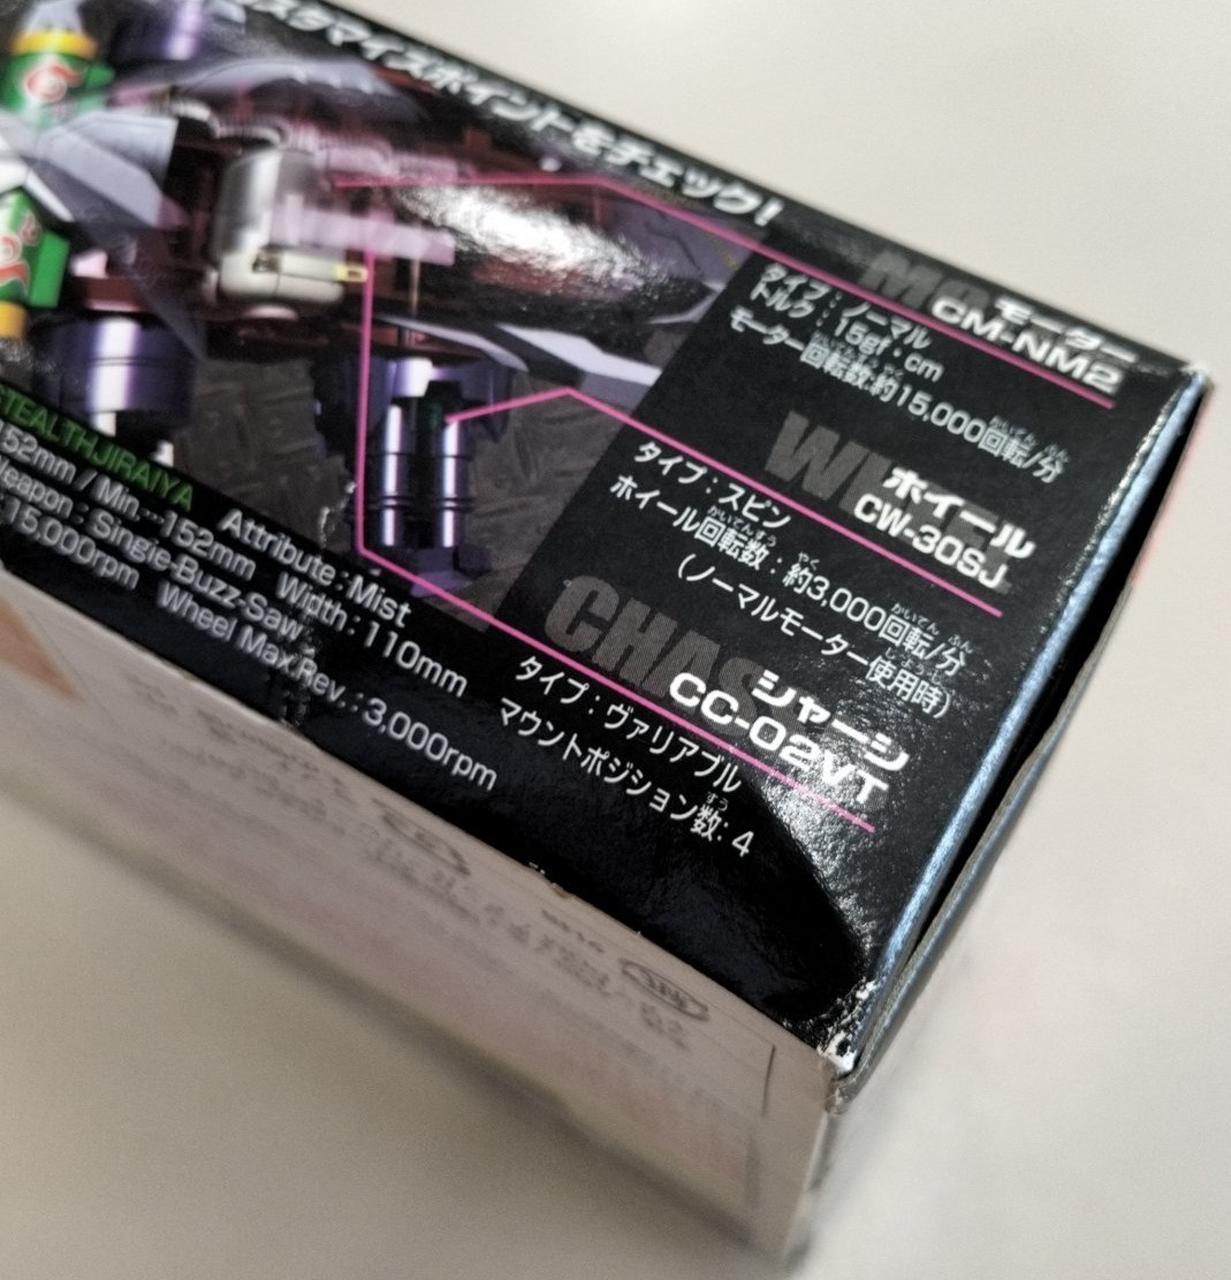 スタマイズポイントをチェック!
モーター
CM-NM2
タイプ:ノーマル
トルク:15gf・cm
モーター回転数:約15,000回転/分
ホイール
CW-30SJ
タイプ:スピン
ホイール回転数:約3,000回転/分
(ノーマルモーター使用時)
CHAS
シャーシ
CC-02VT
タイプ:ヴァリアブル
マウントポジション数:4
STEALTHJIRAIYA Attribute:Mist
152mm / Min.--152mm Width:110mm
Weapon:Single-Buzz-Saw
15,000rpm Wheel Max.Rev.:3,000rpm